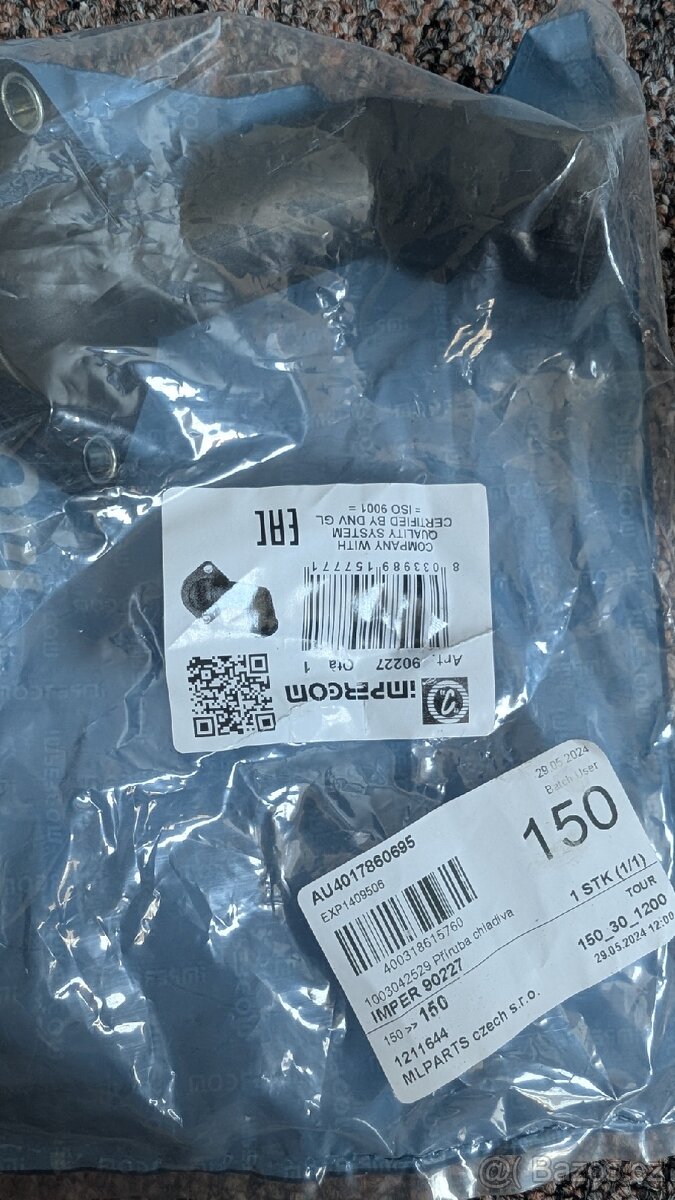 IMPERCOM
Art. 90227 Qtà 1
8 033989 157771
COMPANY WITH
QUALITY SYSTEM
CERTIFIED BY DNV GL
= ISO 9001 =
EAC
29.05.2024
Batch User
150
AU4017860695
EXP1409506
400318615760
1 STK (1/1)
1003042529 Příruba chladiva
TOUR
IMPER 90227
150_30_1200
150 >> 150
29.05.2024 12:00
1211644
MLPARTS czech s.r.o.
@ Bazos.cz